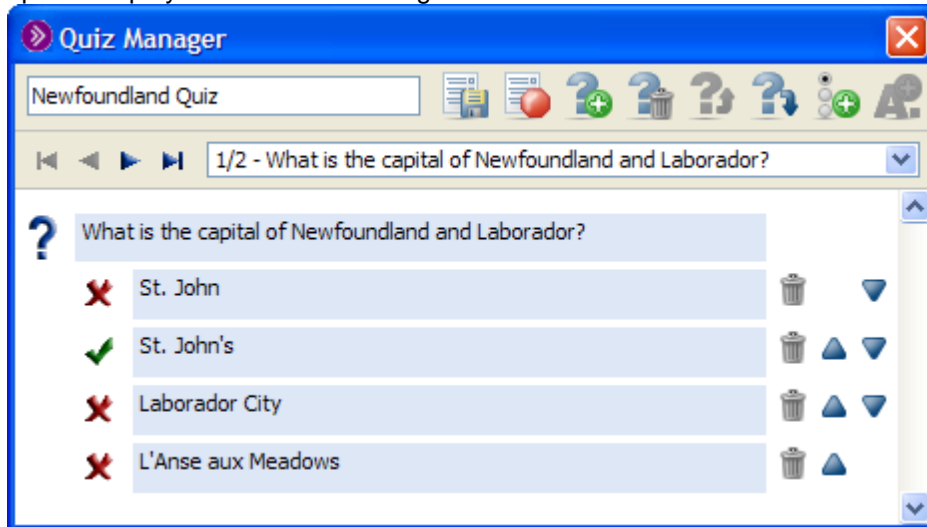 Quiz Manager
Newfoundland Quiz
1/2 - What is the capital of Newfoundland and Laborador?
What is the capital of Newfoundland and Laborador?
St. John
St. John's
Laborador City
L'Anse aux Meadows